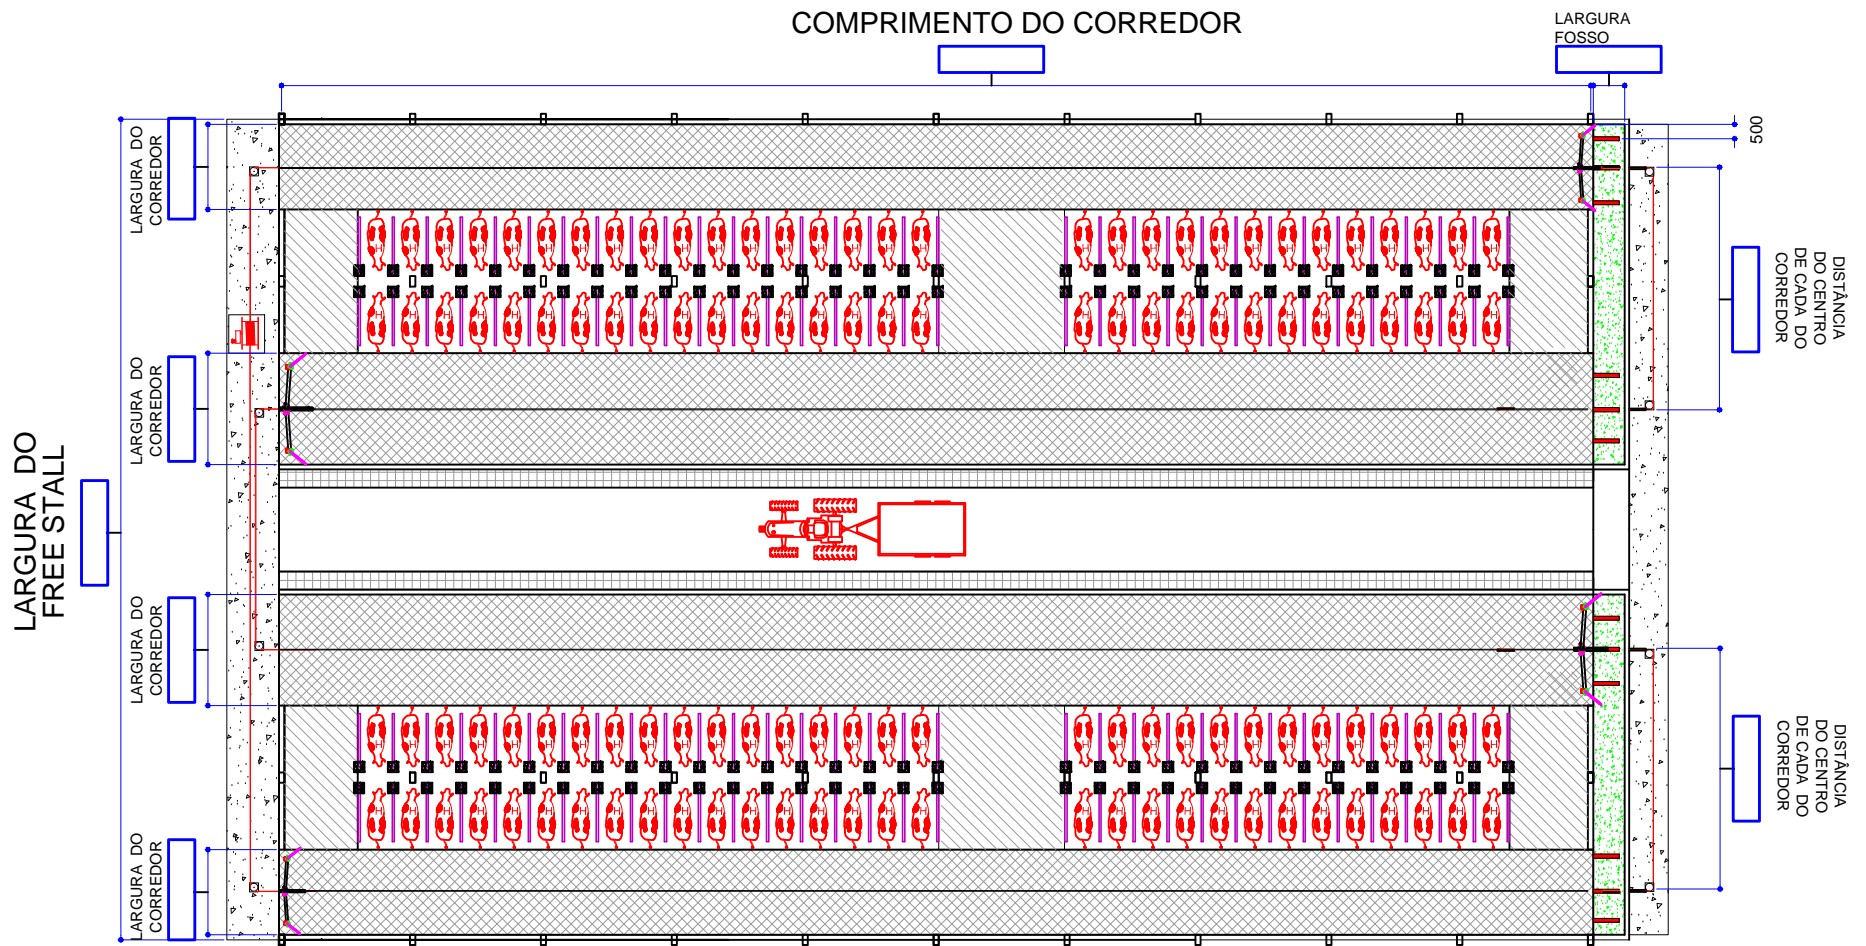 COMPRIMENTO DO CORREDOR
LARGURA
FOSSO
500
LARGURA DO
CORREDOR
DISTÂNCIA
DO CENTRO
DE CADA DO
CORREDOR
LARGURA DO
CORREDOR
LARGURA DO
FREE STALL
LARGURA DO
CORREDOR
DISTÂNCIA
DO CENTRO
DE CADA DO
CORREDOR
LARGURA DO
CORREDOR